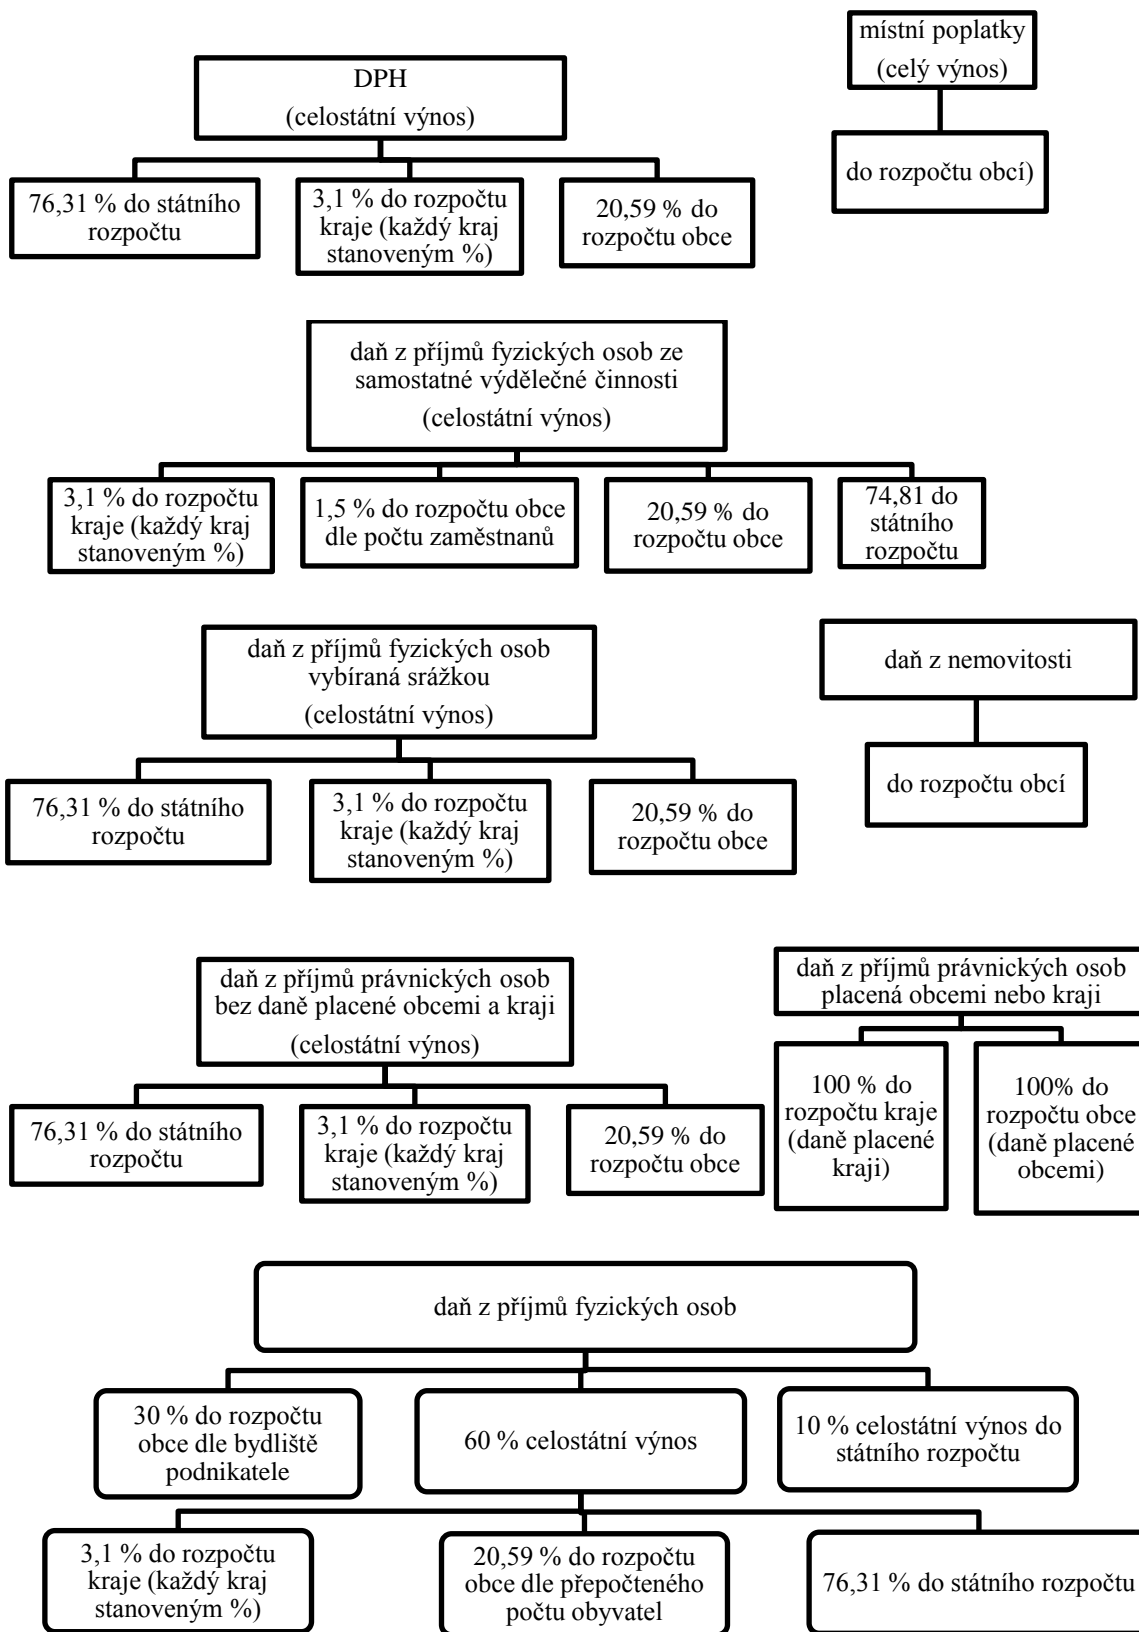 DPH
(celostátní výnos)
76,31 % do státního
rozpočtu
3,1 % do rozpočtu
kraje (každý kraj
stanoveným %)
20,59 % do
rozpočtu obce
místní poplatky
(celý výnos)
do rozpočtu obcí)
daň z příjmů fyzických osob ze
samostatné výdělečné činnosti
(celostátní výnos)
3,1 % do rozpočtu
kraje (každý kraj
stanoveným %)
1,5 % do rozpočtu obce
dle počtu zaměstnanů
20,59 % do
rozpočtu obce
74,81 do
státního
rozpočtu
daň z příjmů fyzických osob
vybíraná srážkou
(celostátní výnos)
76,31 % do státního
rozpočtu
3,1 % do rozpočtu
kraje (každý kraj
stanoveným %)
20,59 % do
rozpočtu obce
daň z nemovitosti
do rozpočtu obcí
daň z příjmů právnických osob
bez daně placené obcemi a kraji
(celostátní výnos)
76,31 % do státního
rozpočtu
3,1 % do rozpočtu
kraje (každý kraj
stanoveným %)
20,59 % do
rozpočtu obce
daň z příjmů právnických osob
placená obcemi nebo kraji
100 % do
rozpočtu kraje
(daně placené
kraji)
100% do
rozpočtu obce
(daně placené
obcemi)
daň z příjmů fyzických osob
30 % do rozpočtu
obce dle bydliště
podnikatele
60 % celostátní výnos
10 % celostátní výnos do
státního rozpočtu
3,1 % do rozpočtu
kraje (každý kraj
stanoveným %)
20,59 % do rozpočtu
obce dle přepočteného
počtu obyvatel
76,31 % do státního rozpočtu